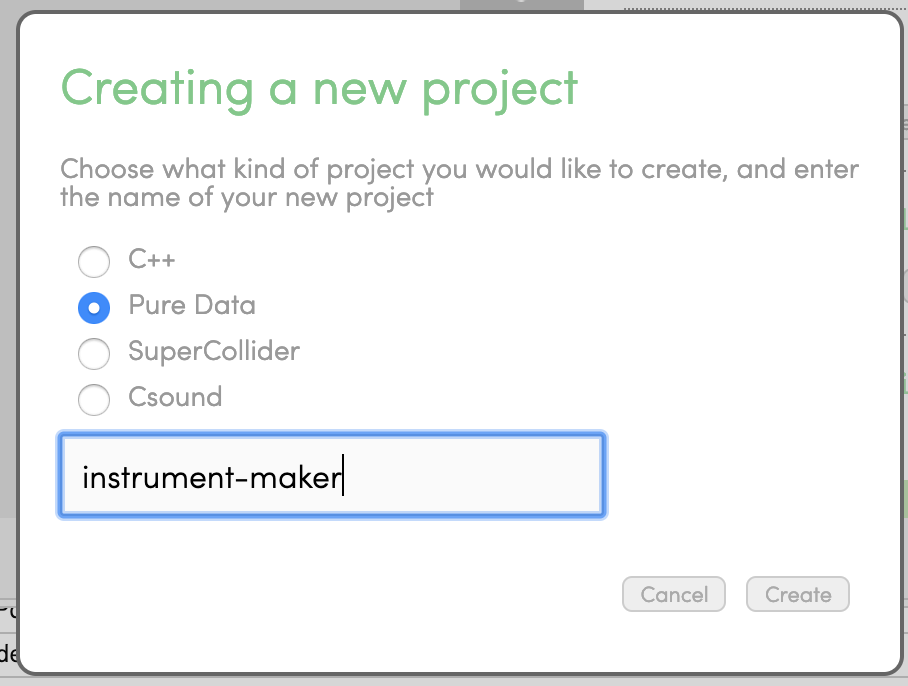 Creating a new project
Choose what kind of project you would like to create, and enter
the name of your new project
C++
Pure Data
SuperCollider
Csound
instrument-maker
Cancel
Create